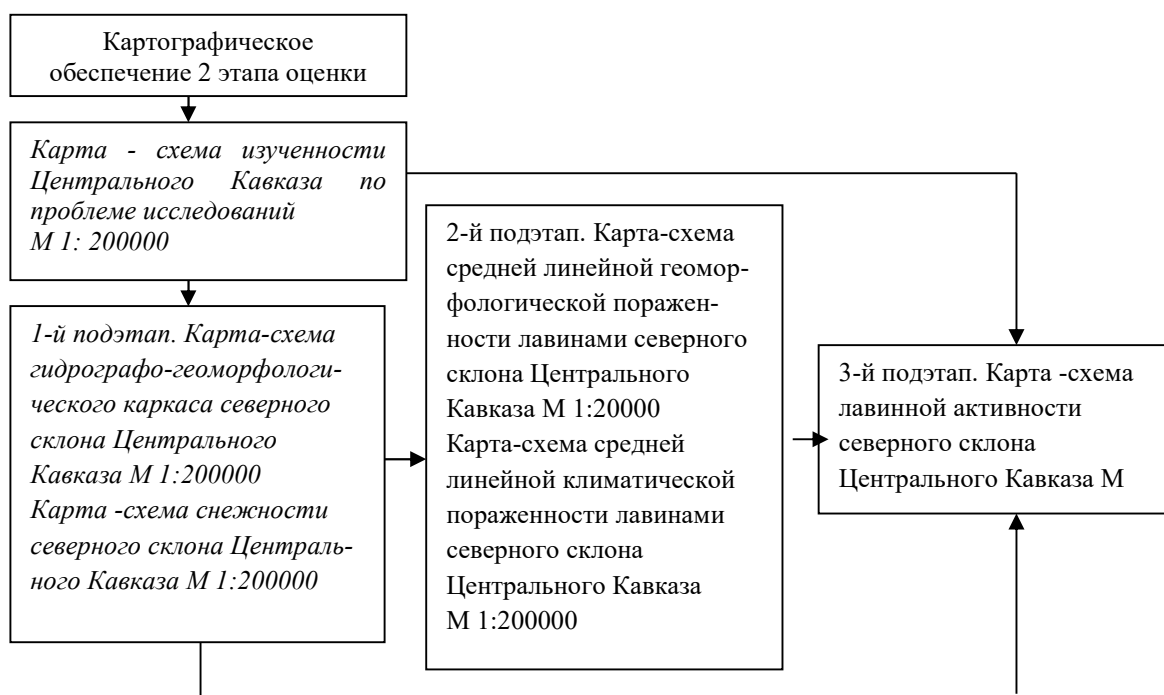 Картографическое
обеспечение 2 этапа оценки
Карта - схема изученности
Центрального Кавказа по
проблеме исследований
М 1: 200000
1-й подэтап. Карта-схема
гидрографо-геоморфологи-
ческого каркаса северного
склона Центрального
Кавказа М 1:200000
Карта -схема снежности
северного склона Централь-
ного Кавказа М 1:200000
2-й подэтап. Карта-схема
средней линейной геомор-
фологической поражен-
ности лавинами северного
склона Центрального
Кавказа М 1:20000
Карта-схема средней
линейной климатической
пораженности лавинами
северного склона
Центрального Кавказа
М 1:200000
3-й подэтап. Карта -схема
лавинной активности
северного склона
Центрального Кавказа М